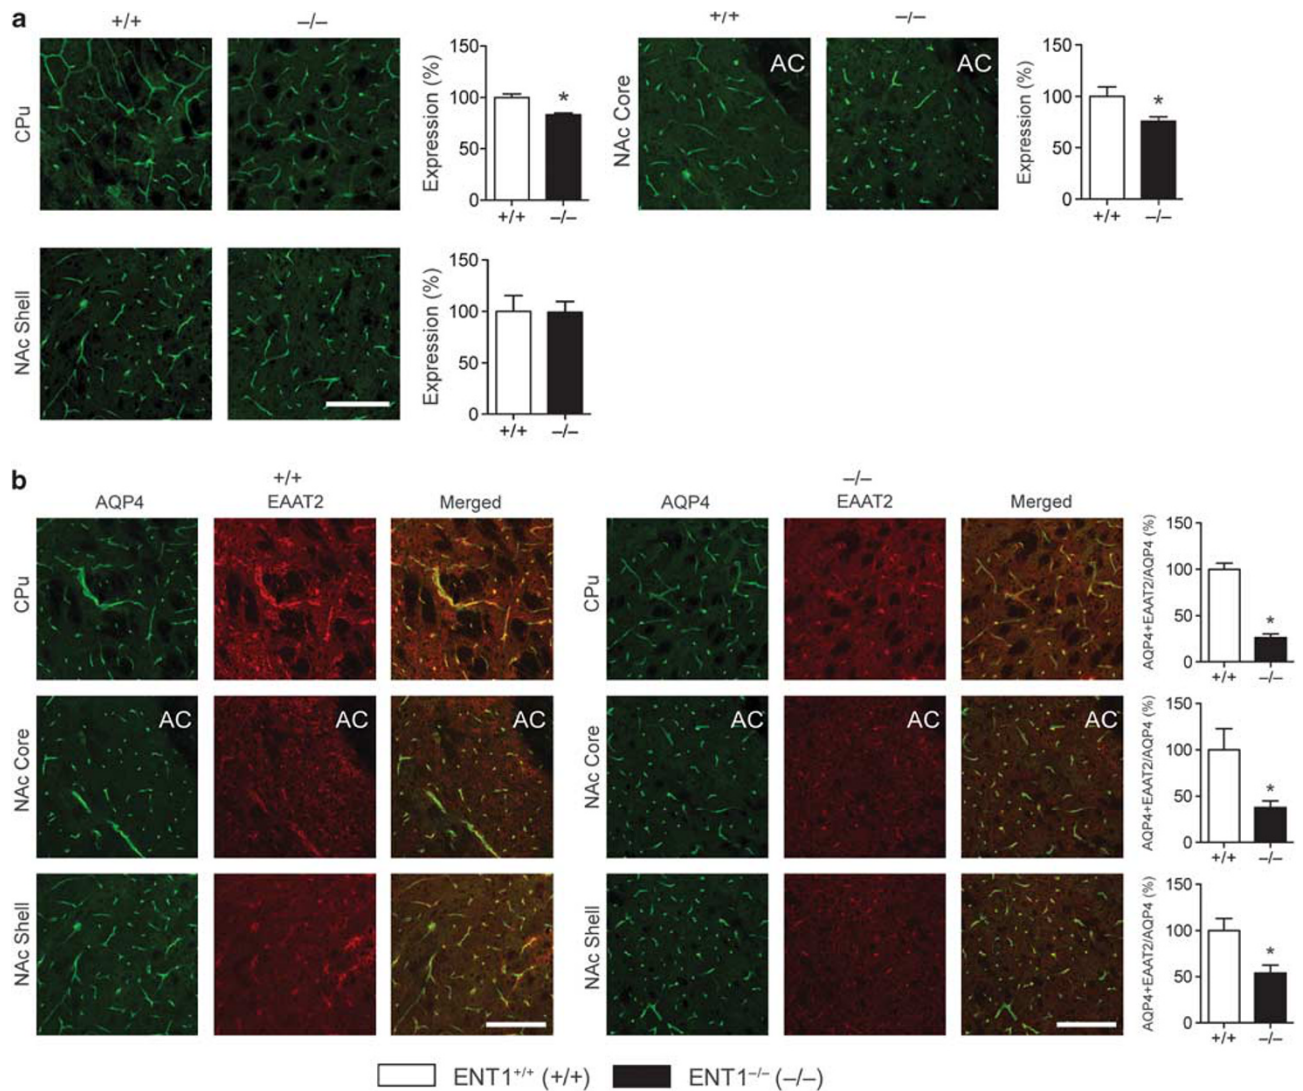 a
+/+ –/– +/+ –/–
CPu
Expression (%)
150
100
50
0
*
+/+ –/–
NAc Core
AC AC
Expression (%)
150
100
50
0
*
+/+ –/–
NAc Shell
Expression (%)
150
100
50
0
+/+ –/–
b
+/+ –/–
AQP4 EAAT2 Merged AQP4 EAAT2 Merged
CPu
CPu
AQP4+EAAT2/AQP4 (%)
150
100
50
0
*
+/+ –/–
NAc Core
AC AC AC
NAc Core
AC AC AC
AQP4+EAAT2/AQP4 (%)
150
100
50
0
*
+/+ –/–
NAc Shell
NAc Shell
AQP4+EAAT2/AQP4 (%)
150
100
50
0
*
+/+ –/–
ENT1+/+ (+/+) ENT1–/– (–/–)